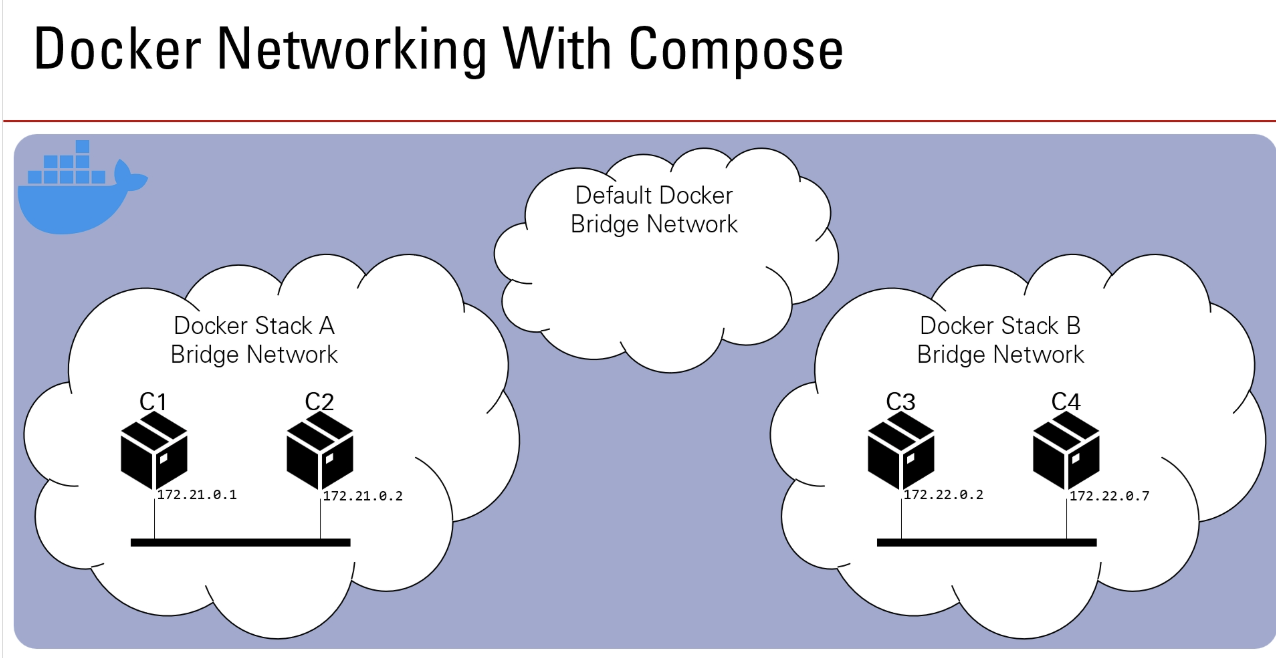 Docker Networking With Compose
Default Docker
Bridge Network
Docker Stack A
Bridge Network
C1
C2
172.21.0.1
172.21.0.2
Docker Stack B
Bridge Network
C3
C4
172.22.0.2
172.22.0.7